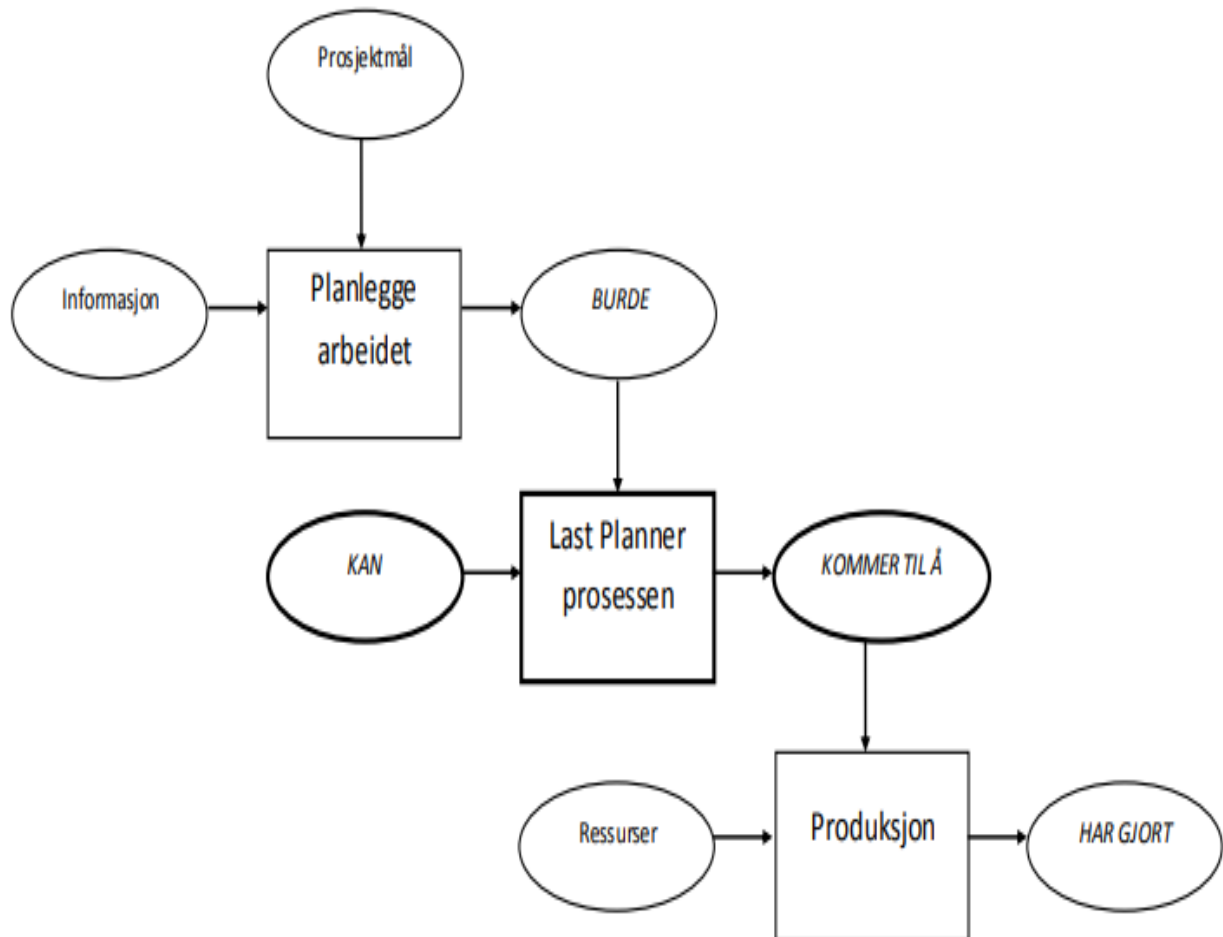 Prosjektmål
Informasjon
Planlegge
arbeidet
BURDE
KAN
Last Planner
prosessen
KOMMER TIL Å
Ressurser
Produksjon
HAR GJORT